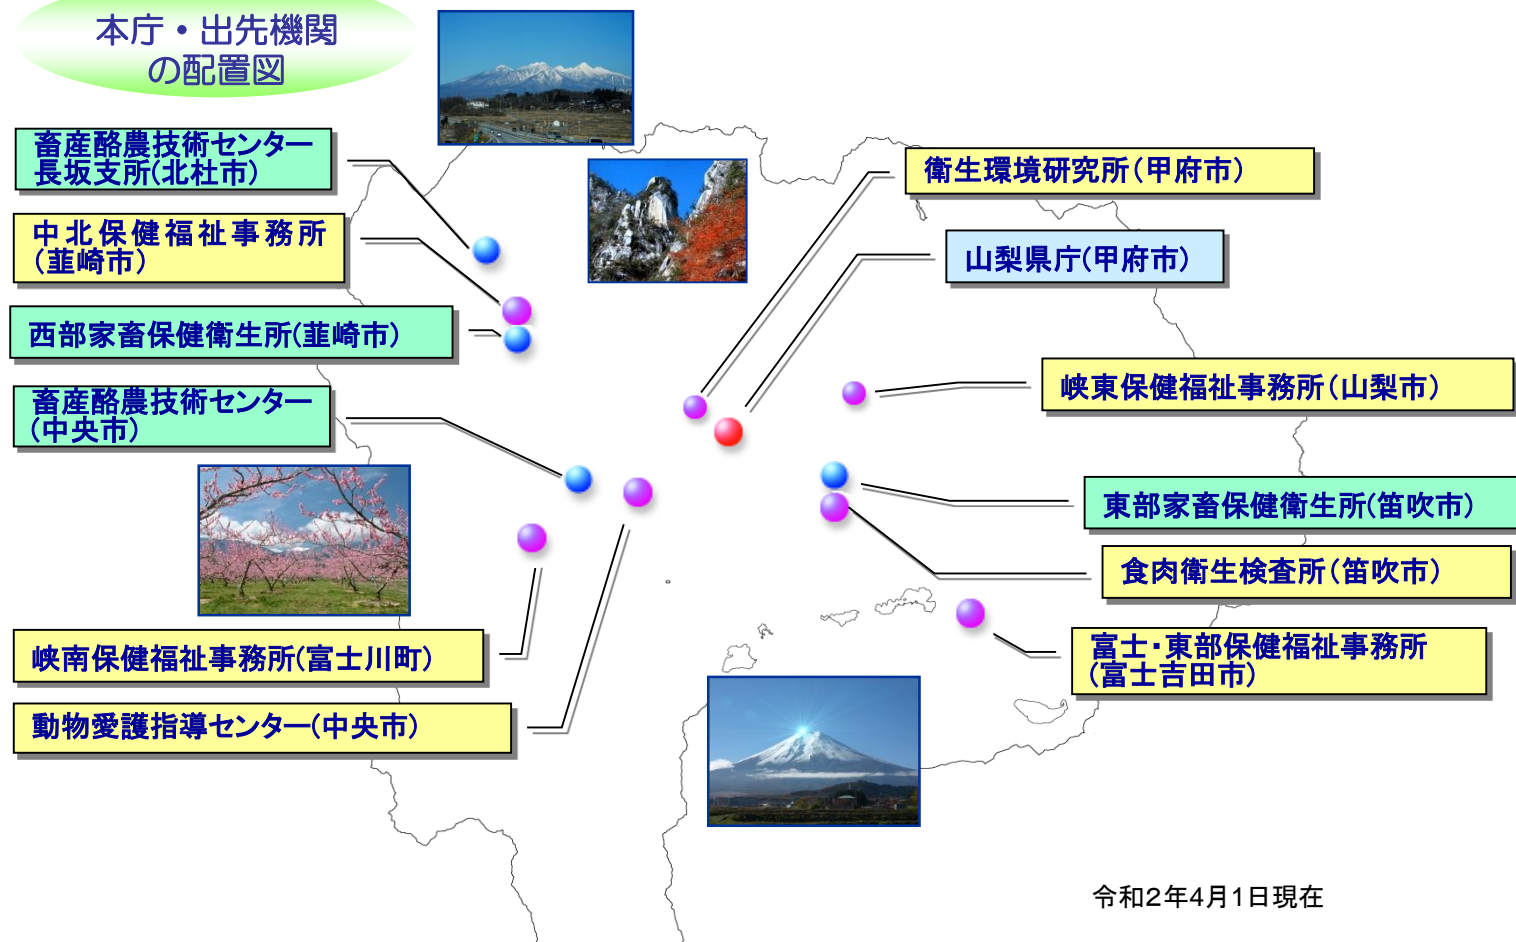 本庁・出先機関
の配置図
畜産酪農技術センター
長坂支所(北杜市)
中北保健福祉事務所
(韮崎市)
西部家畜保健衛生所(韮崎市)
畜産酪農技術センター
(中央市)
峡南保健福祉事務所(富士川町)
動物愛護指導センター(中央市)
衛生環境研究所(甲府市)
山梨県庁(甲府市)
峡東保健福祉事務所(山梨市)
東部家畜保健衛生所(笛吹市)
食肉衛生検査所(笛吹市)
富士・東部保健福祉事務所
(富士吉田市)
令和2年4月1日現在